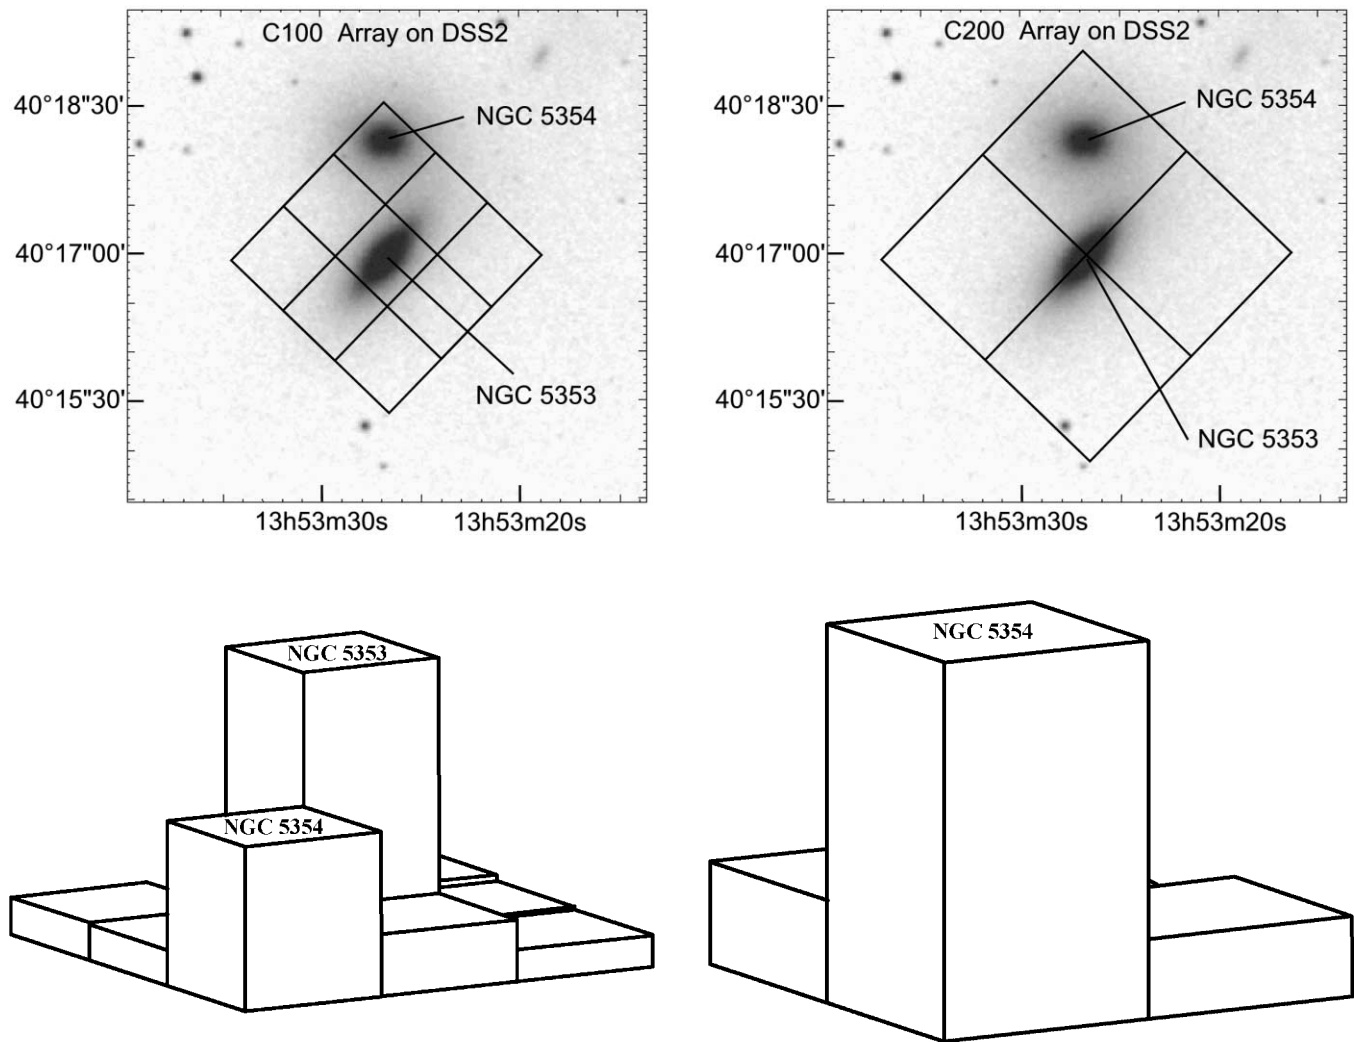 C100 Array on DSS2
40°18"30'
NGC 5354
40°17"00'
NGC 5353
40°15"30'
13h53m30s
13h53m20s
C200 Array on DSS2
40°18"30'
NGC 5354
40°17"00'
40°15"30'
NGC 5353
13h53m30s
13h53m20s
NGC 5353
NGC 5354
NGC 5354